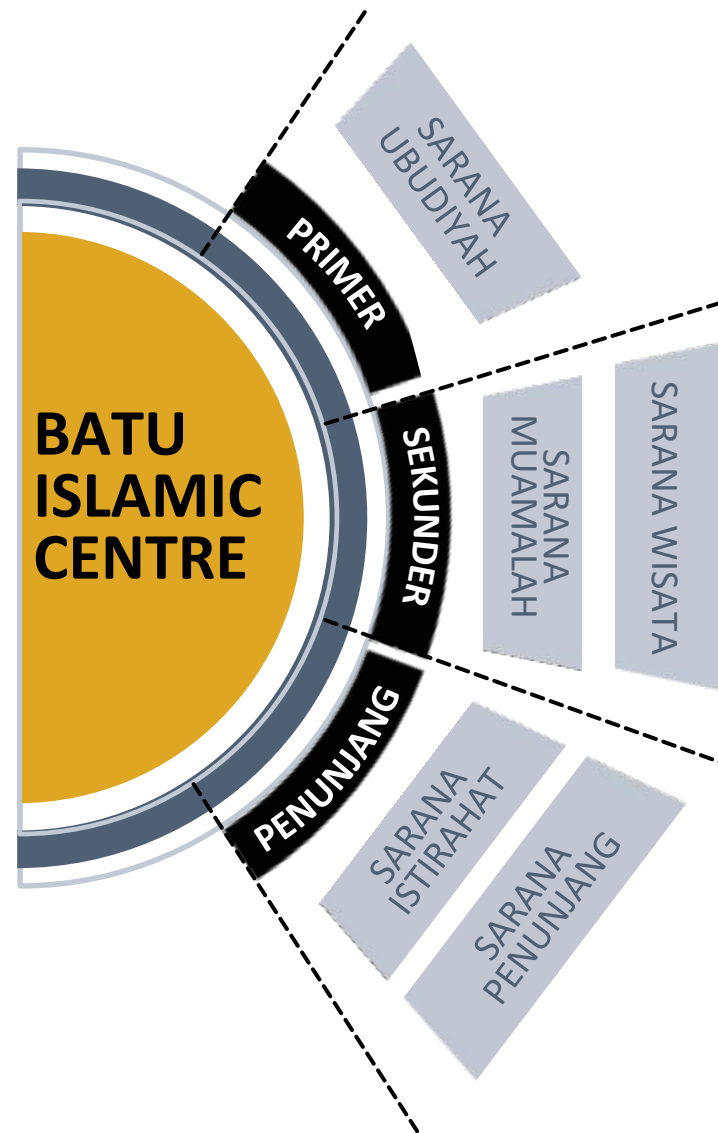 BATU
ISLAMIC
CENTRE
PRIMER
SARANA
UBUDIYAH
SEKUNDER
SARANA
MUAMALAH
SARANA WISATA
PENUNJANG
SARANA
ISTIRAHAT
SARANA
PENUNJANG